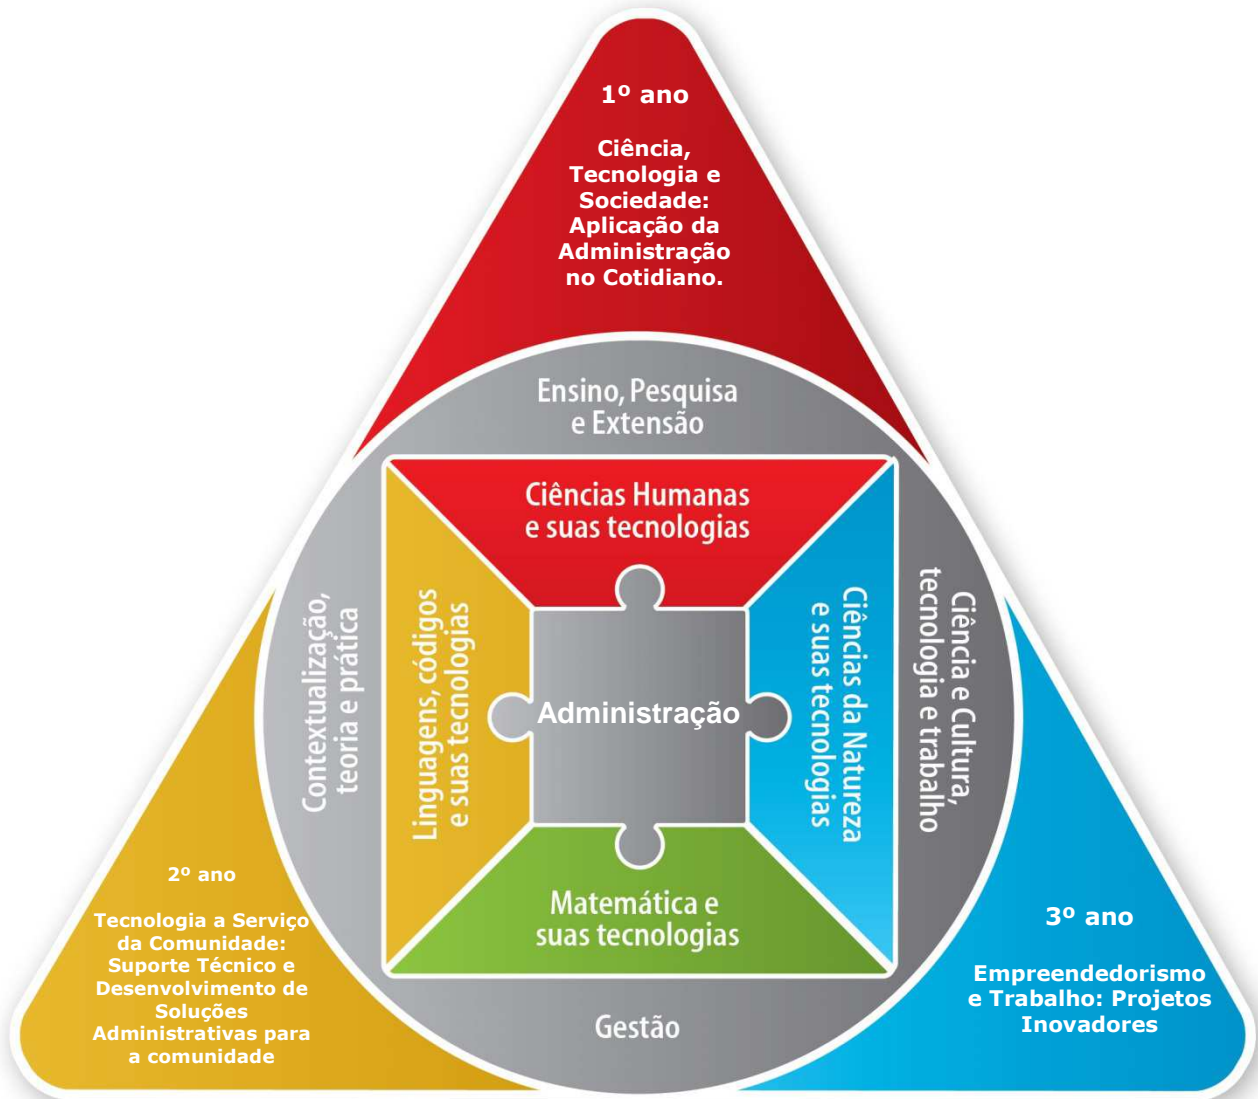 1º ano
Ciência,
Tecnologia e
Sociedade:
Aplicação da
Administração
no Cotidiano.
Ensino, Pesquisa
e Extensão
Ciências Humanas
e suas tecnologias
Contextualização,
teoria e prática
Linguagens, códigos
e suas tecnologias
Administração
Ciências da Natureza
e suas tecnologias
Ciência e Cultura,
tecnologia e trabalho
Matemática e
suas tecnologias
Gestão
2º ano
Tecnologia a Serviço
da Comunidade:
Suporte Técnico e
Desenvolvimento de
Soluções
Administrativas para
a comunidade
3º ano
Empreendedorismo
e Trabalho: Projetos
Inovadores